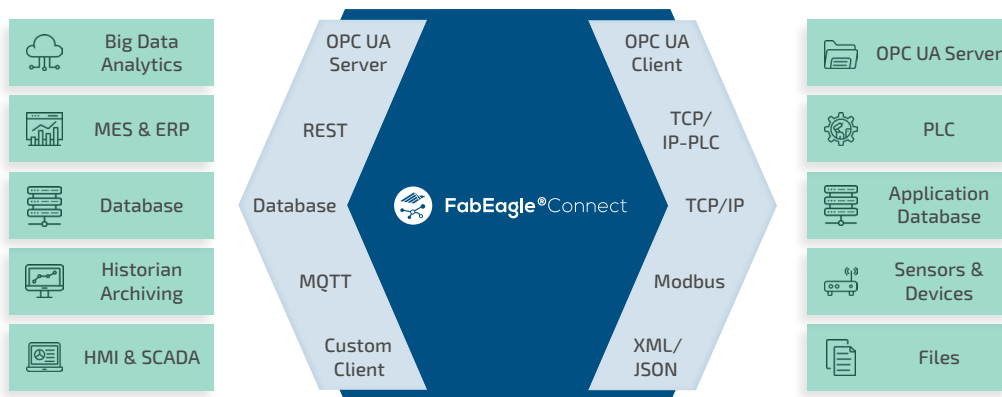 Big Data
Analytics
MES & ERP
Database
Historian
Archiving
HMI & SCADA
OPC UA
Server
REST
Database
MQTT
Custom
Client
FabEagle®Connect
OPC UA
Client
TCP/
IP-PLC
TCP/IP
Modbus
XML/
JSON
OPC UA Server
PLC
Application
Database
Sensors &
Devices
Files